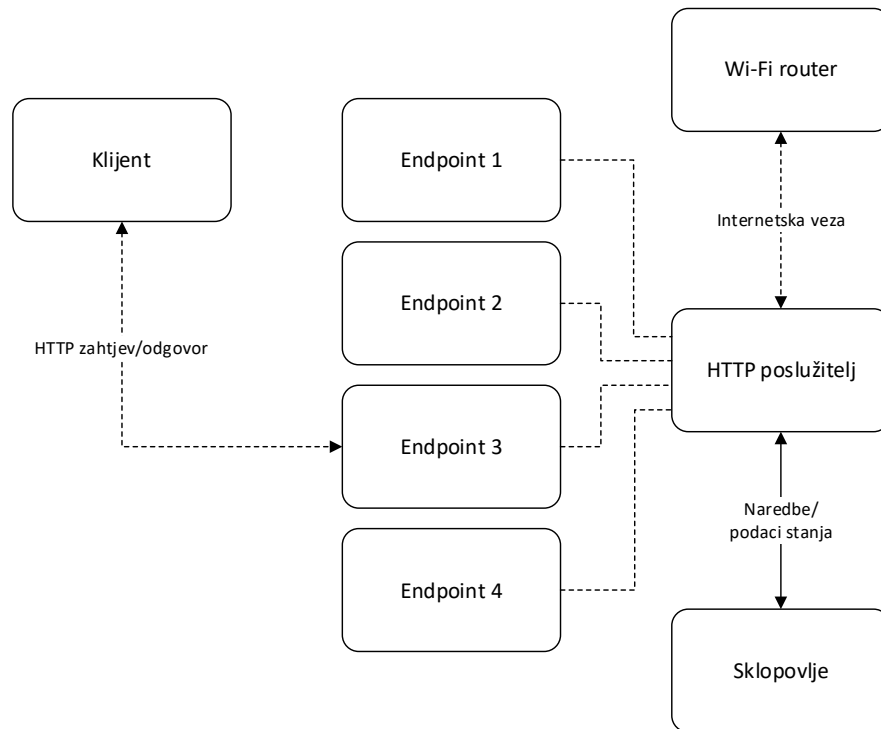 Wi-Fi router
Klijent
Endpoint 1
Internetska veza
Endpoint 2
HTTP zahtjev/odgovor
HTTP poslužitelj
Endpoint 3
Naredbe/
podaci stanja
Endpoint 4
Sklopovlje